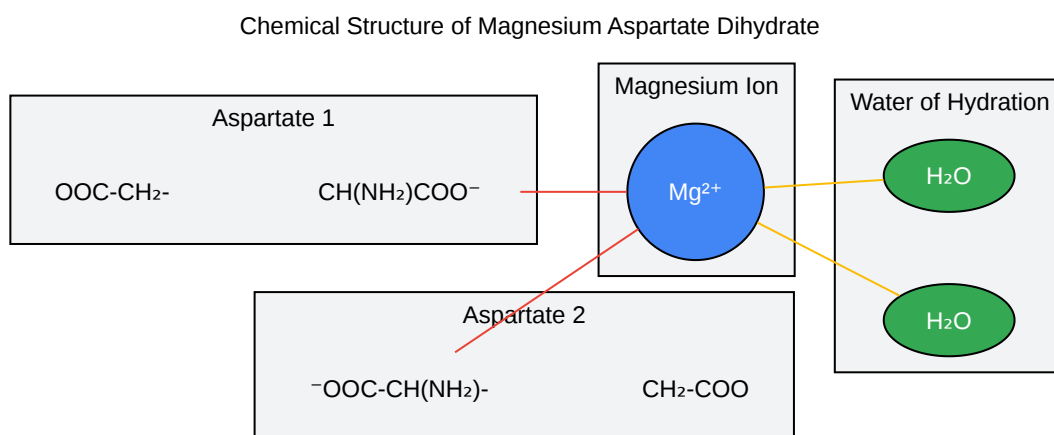 Chemical Structure of Magnesium Aspartate Dihydrate
Magnesium Ion
Mg²⁺
Water of Hydration
H₂O
H₂O
Aspartate 1
OOC-CH₂-
CH(NH₂)COO⁻
Aspartate 2
⁻OOC-CH(NH₂)-
CH₂-COO